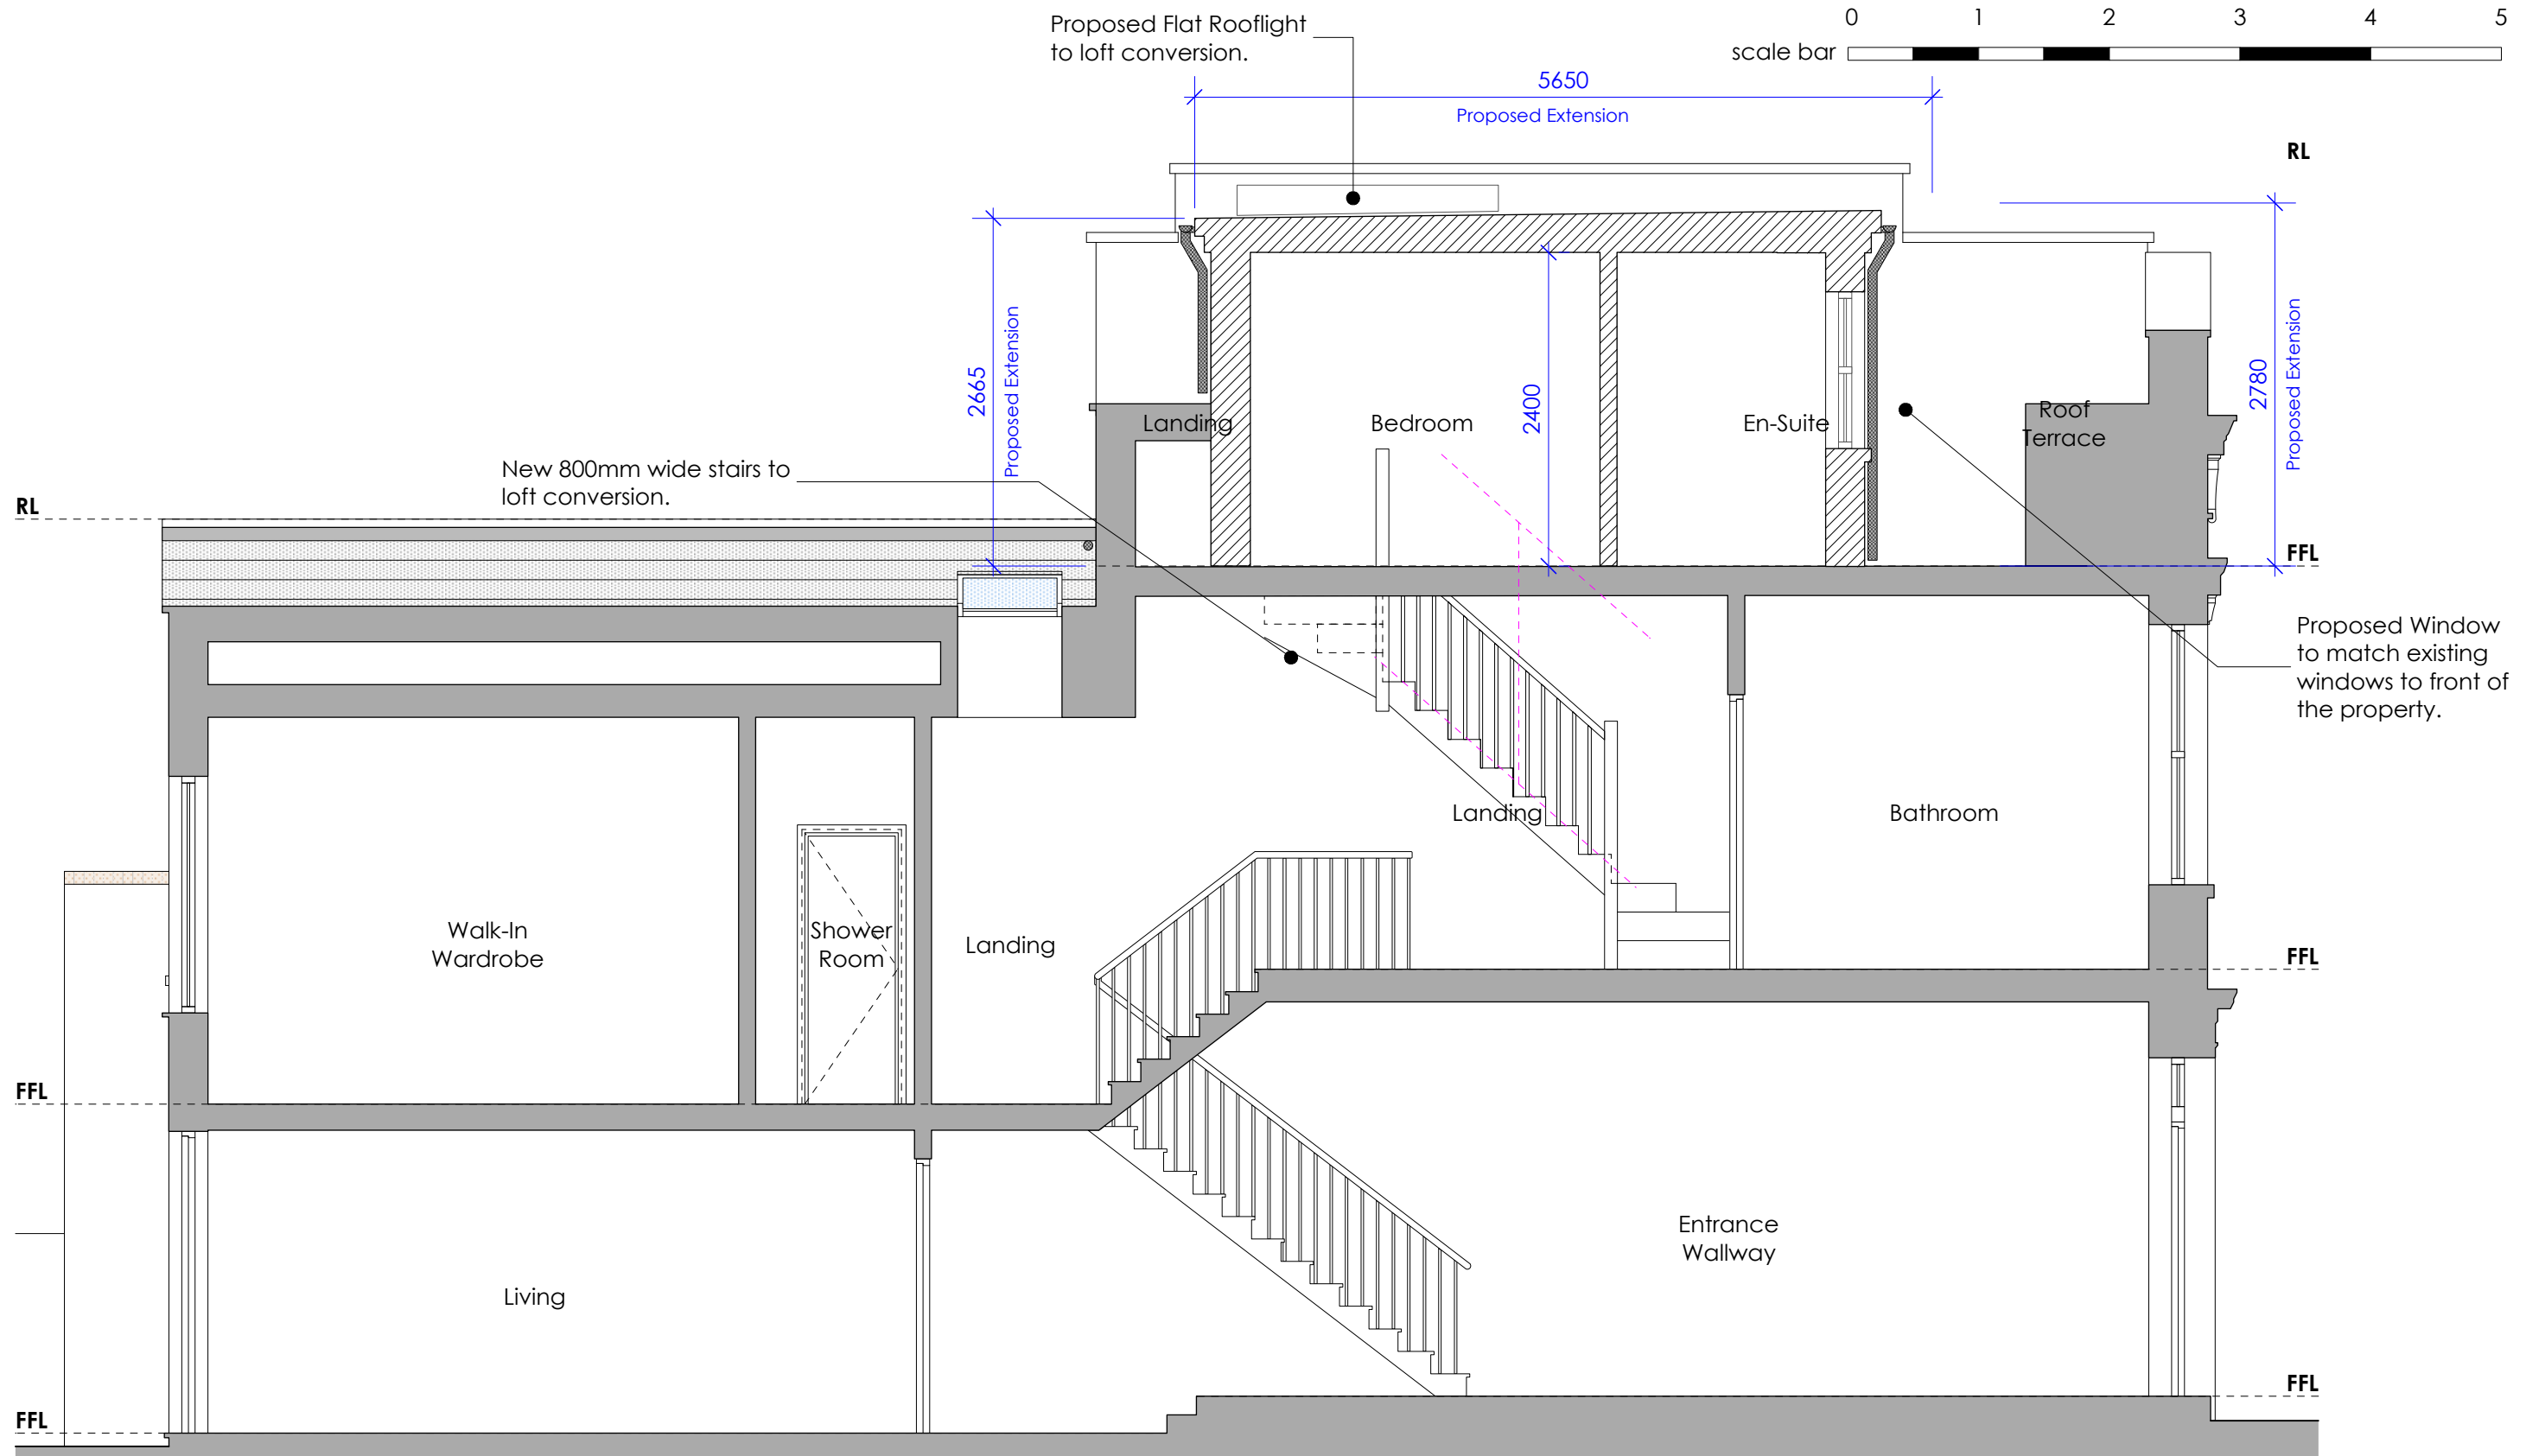 Proposed Flat Rooflight
to loft conversion.
0 1 2 3 4 5
scale bar
5650
Proposed Extension
RL
2665
Proposed Extension
2400
2780
Proposed Extension
Landing
Bedroom
En-Suite
Roof
Terrace
New 800mm wide stairs to
loft conversion.
RL
FFL
Proposed Window
to match existing
windows to front of
the property.
Landing
Bathroom
Walk-In
Wardrobe
Shower
Room
Landing
FFL
FFL
Entrance
Wallway
Living
FFL
FFL